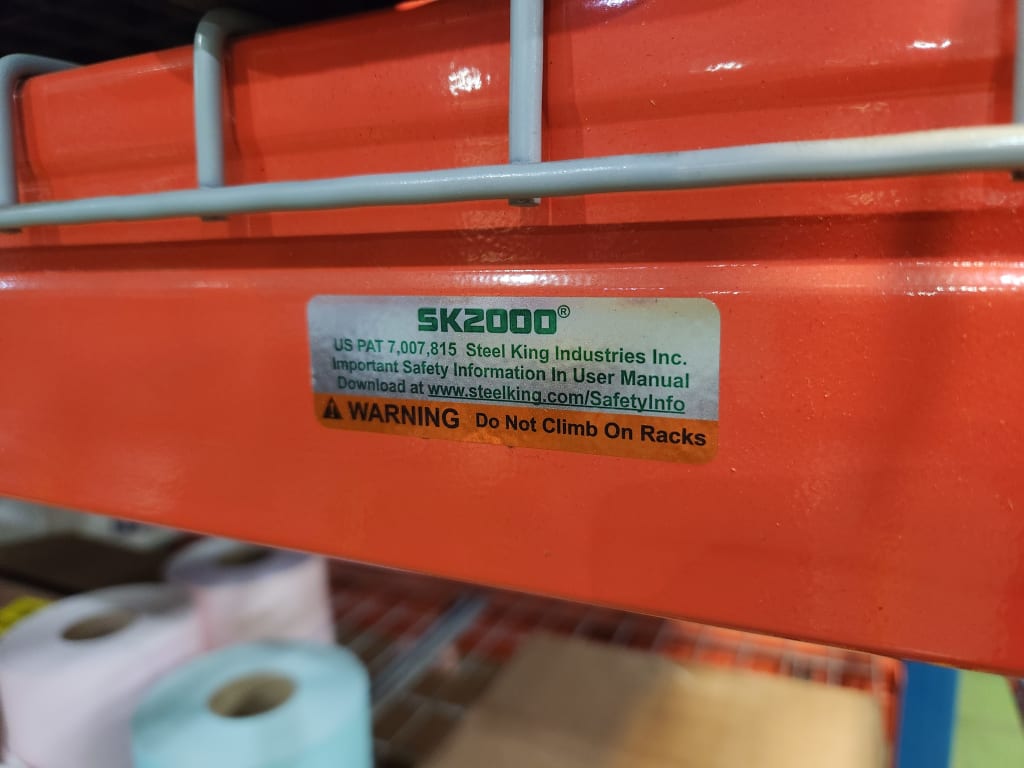 SK2000®
US PAT 7,007,815 Steel King Industries Inc.
Important Safety Information In User Manual
Download at www.steelking.com/SafetyInfo
WARNING Do Not Climb On Racks